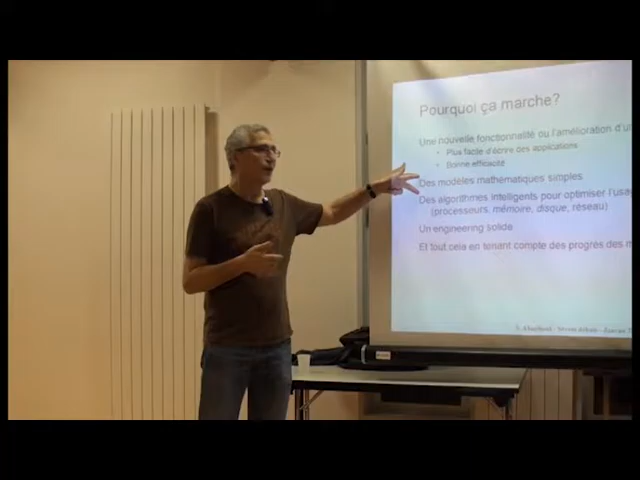 Pourquoi ça marche?
Une nouvelle fonctionnalité ou l'amélioration d'u
• Plus facile d'écrire des applications
• Bonne efficacité
Des modèles mathématiques simples
Des algorithmes intelligents pour optimiser l'usa
(processeurs, mémoire, disque, réseau)
Un engineering solide
Et tout cela en tenant compte des progrès des m
S. Abiteboul